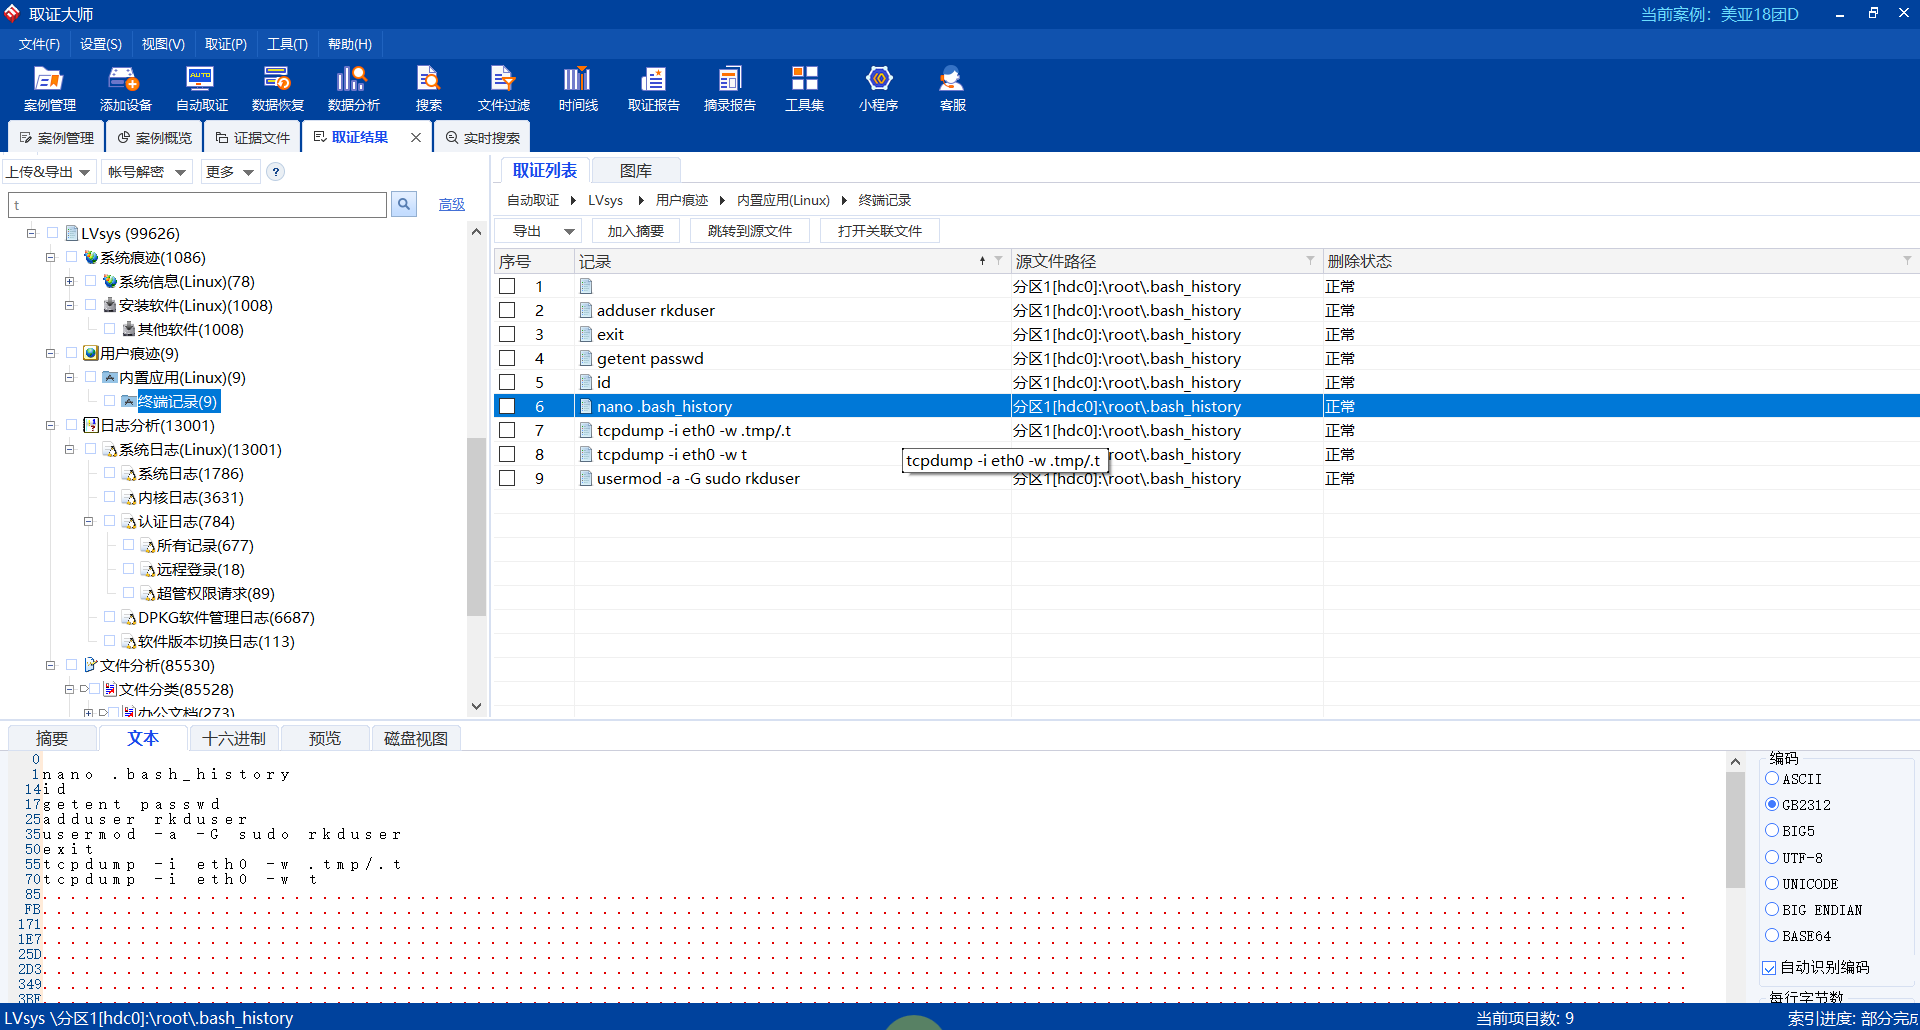 取证大师
当前案例：美亚18团D
文件(F) 设置(S) 视图(V) 取证(P) 工具(T) 帮助(H)
AUTO
案例管理 添加设备 自动取证 数据恢复 数据分析 搜索 文件过滤 时间线 取证报告 摘录报告 工具集 小程序 客服
案例管理 案例概览 证据文件 取证结果 实时搜索
上传&导出 帐号解密 更多 ?
t 高级
LVsys (99626)
系统痕迹(1086)
系统信息(Linux)(78)
安装软件(Linux)(1008)
其他软件(1008)
用户痕迹(9)
内置应用(Linux)(9)
终端记录(9)
日志分析(13001)
系统日志(Linux)(13001)
系统日志(1786)
内核日志(3631)
认证日志(784)
所有记录(677)
远程登录(18)
超管权限请求(89)
DPKG软件管理日志(6687)
软件版本切换日志(113)
文件分析(85530)
文件分类(85528)
办公文档(273)
取证列表 图库
自动取证 LVsys 用户痕迹 内置应用(Linux) 终端记录
导出 加入摘要 跳转到源文件 打开关联文件
序号 记录 源文件路径 删除状态
1 分区1[hdc0]:\root\.bash_history 正常
2 adduser rkduser 分区1[hdc0]:\root\.bash_history 正常
3 exit 分区1[hdc0]:\root\.bash_history 正常
4 getent passwd 分区1[hdc0]:\root\.bash_history 正常
5 id 分区1[hdc0]:\root\.bash_history 正常
6 nano .bash_history 分区1[hdc0]:\root\.bash_history 正常
7 tcpdump -i eth0 -w .tmp/.t 分区1[hdc0]:\root\.bash_history 正常
8 tcpdump -i eth0 -w t \root\.bash_history 正常
tcpdump -i eth0 -w .tmp/.t
9 usermod -a -G sudo rkduser 分区1[hdc0]:\root\.bash_history 正常
摘要 文本 十六进制 预览 磁盘视图
0
1 nano .bash_history
14 id
17 getent passwd
25 adduser rkduser
35 usermod -a -G sudo rkduser
50 exit
55 tcpdump -i eth0 -w .tmp/.t
70 tcpdump -i eth0 -w t
85
FB
171
1E7
25D
2D3
349
3BF
编码
ASCII
GB2312
BIG5
UTF-8
UNICODE
BIG ENDIAN
BASE64
自动识别编码
每行字节数
LVsys \分区1[hdc0]:\root\.bash_history
当前项目数: 9
索引进度: 部分完成